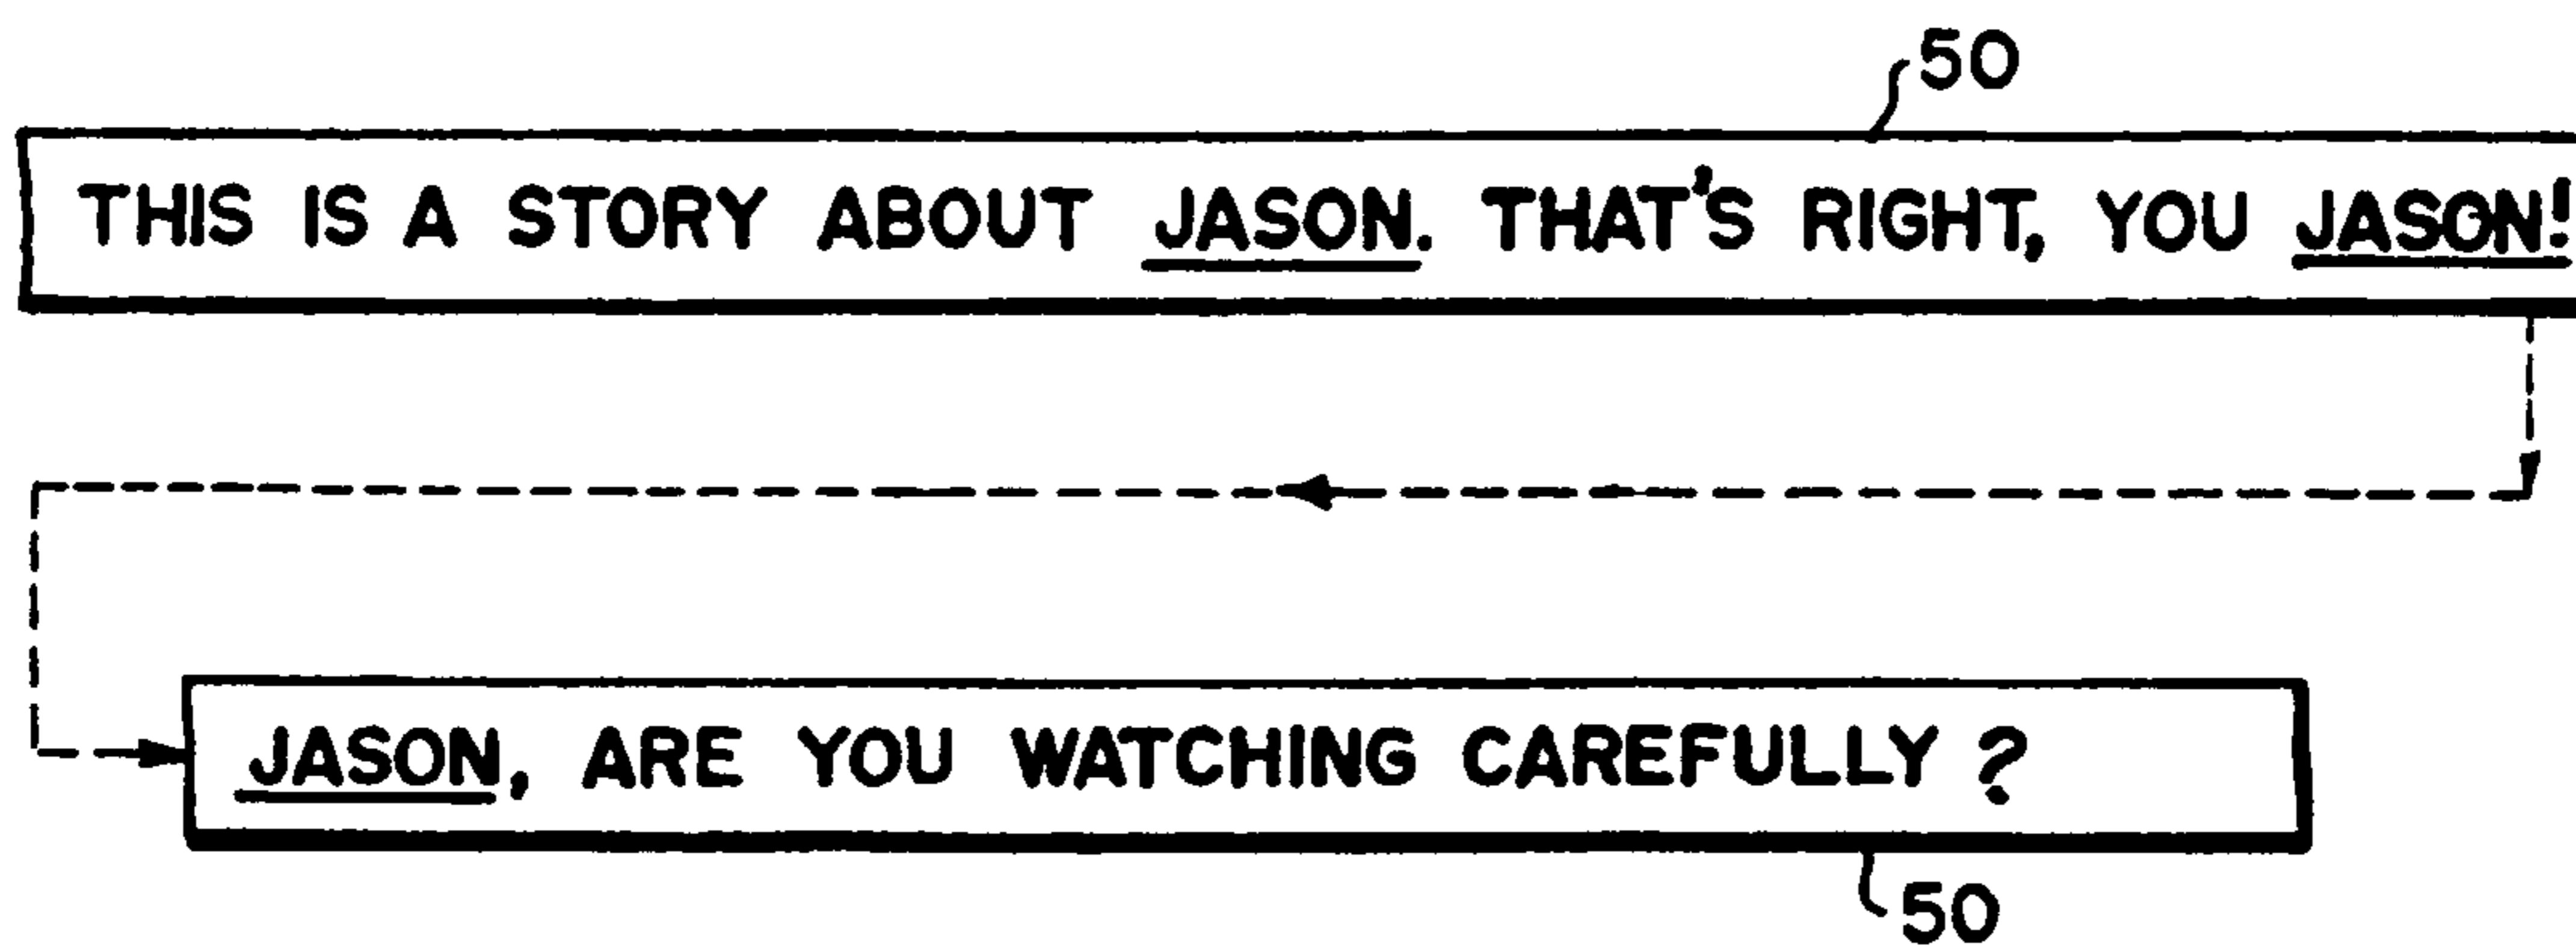 50
THIS IS A STORY ABOUT JASON. THAT'S RIGHT, YOU JASON!
JASON, ARE YOU WATCHING CAREFULLY?
50